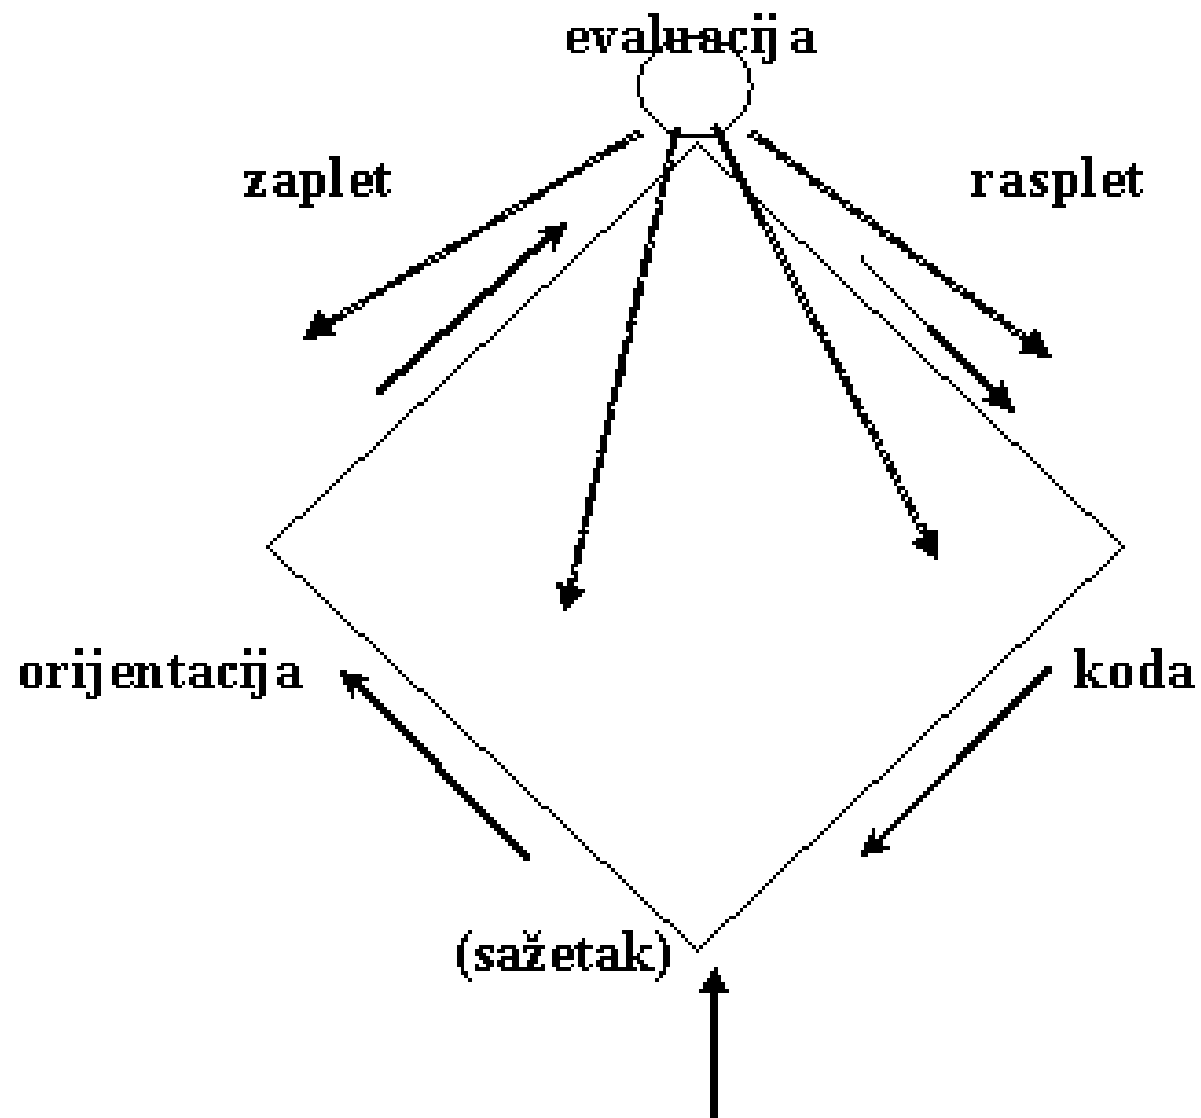 evaluacija
zaplet
rasplet
orijentacija
koda
(sažetak)